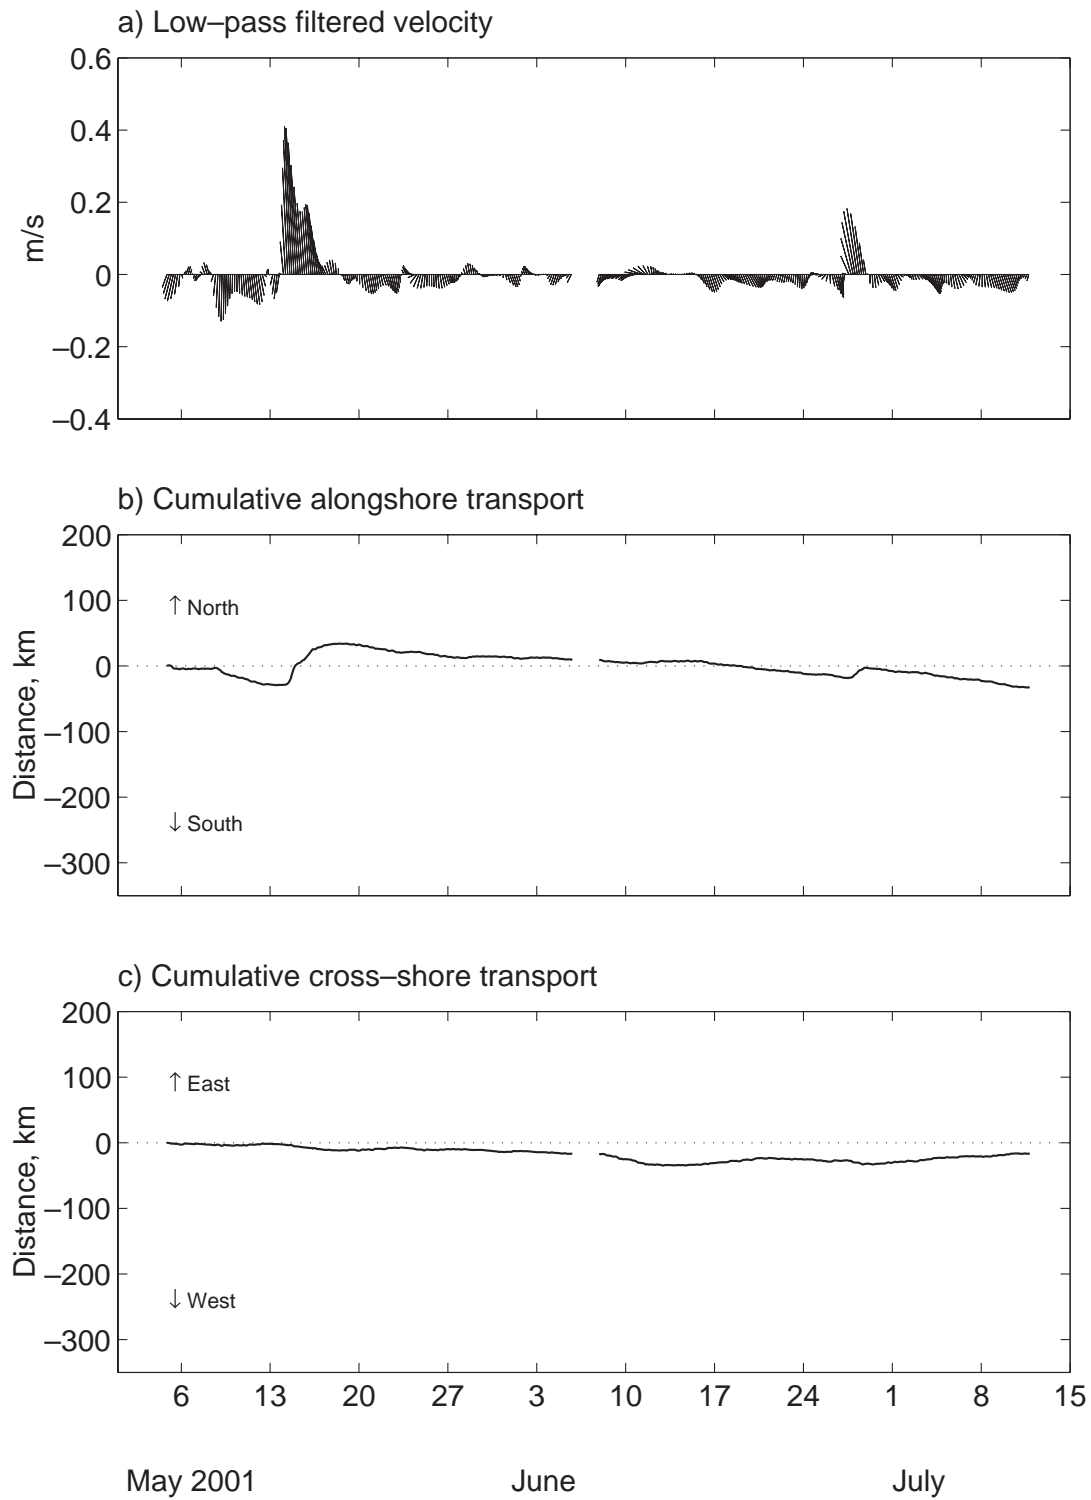 a) Low–pass filtered velocity
0.6
0.4
0.2
0
–0.2
–0.4
m/s
b) Cumulative alongshore transport
200
100
0
–100
–200
–300
Distance, km
↑ North
↓ South
c) Cumulative cross–shore transport
200
100
0
–100
–200
–300
Distance, km
↑ East
↓ West
6 13 20 27 3 10 17 24 1 8 15
May 2001 June July